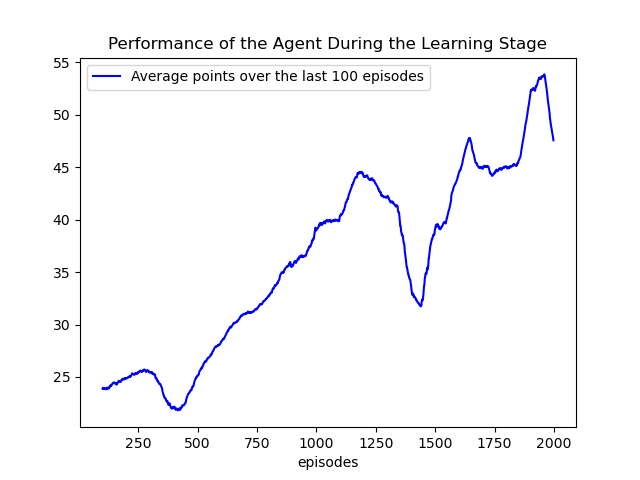 Performance of the Agent During the Learning Stage
Average points over the last 100 episodes
55
50
45
40
35
30
25
250 500 750 1000 1250 1500 1750 2000
episodes